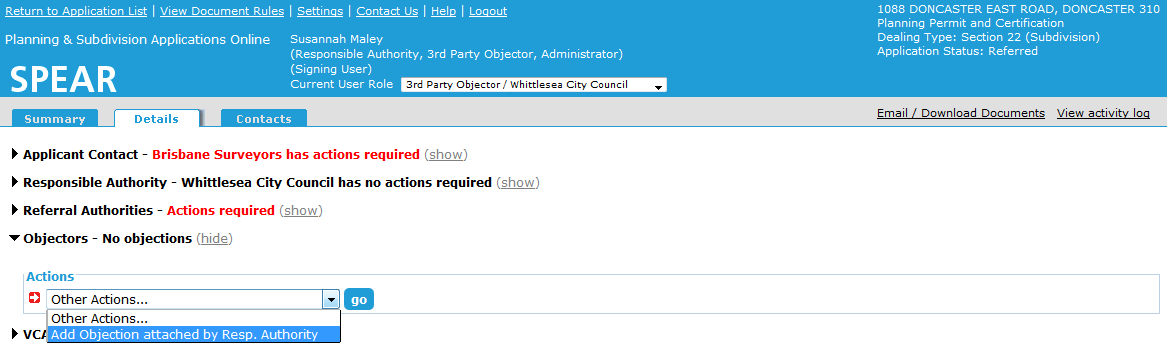 Return to Application List | View Document Rules | Settings | Contact Us | Help | Logout
1088 DONCASTER EAST ROAD, DONCASTER 310
Planning Permit and Certification
Dealing Type: Section 22 (Subdivision)
Application Status: Referred
Planning & Subdivision Applications Online
SPEAR
Susannah Maley
(Responsible Authority, 3rd Party Objector, Administrator)
(Signing User)
Current User Role 3rd Party Objector / Whittlesea City Council
Summary Details Contacts
Email / Download Documents View activity log
Applicant Contact - Brisbane Surveyors has actions required (show)
Responsible Authority - Whittlesea City Council has no actions required (show)
Referral Authorities - Actions required (show)
Objectors - No objections (hide)
Actions
Other Actions... go
Other Actions...
Add Objection attached by Resp. Authority
VCA